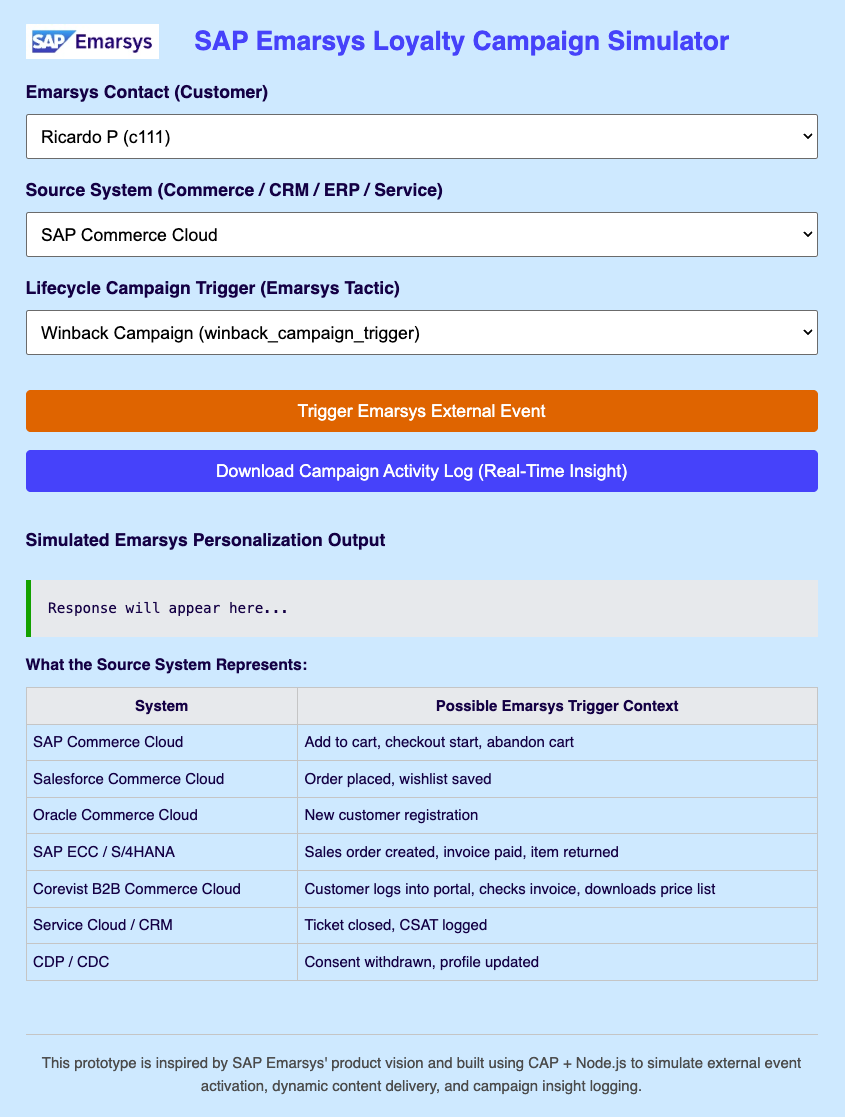 SAP Emarsys
SAP Emarsys Loyalty Campaign Simulator
Emarsys Contact (Customer)
Ricardo P (c111)
Source System (Commerce / CRM / ERP / Service)
SAP Commerce Cloud
Lifecycle Campaign Trigger (Emarsys Tactic)
Winback Campaign (winback_campaign_trigger)
Trigger Emarsys External Event
Download Campaign Activity Log (Real-Time Insight)
Simulated Emarsys Personalization Output
Response will appear here...
What the Source System Represents:
System Possible Emarsys Trigger Context
SAP Commerce Cloud Add to cart, checkout start, abandon cart
Salesforce Commerce Cloud Order placed, wishlist saved
Oracle Commerce Cloud New customer registration
SAP ECC / S/4HANA Sales order created, invoice paid, item returned
Corevist B2B Commerce Cloud Customer logs into portal, checks invoice, downloads price list
Service Cloud / CRM Ticket closed, CSAT logged
CDP / CDC Consent withdrawn, profile updated
This prototype is inspired by SAP Emarsys' product vision and built using CAP + Node.js to simulate external event
activation, dynamic content delivery, and campaign insight logging.